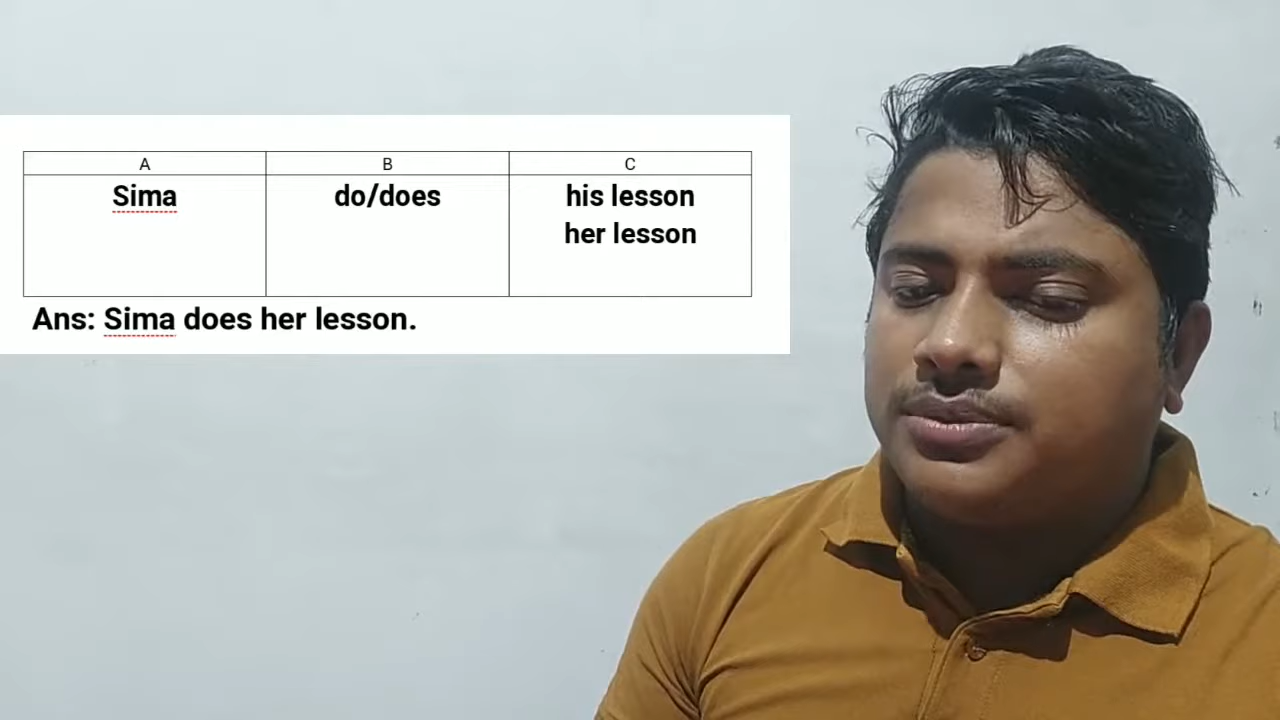 A B C
Sima do/does his lesson
her lesson
Ans: Sima does her lesson.